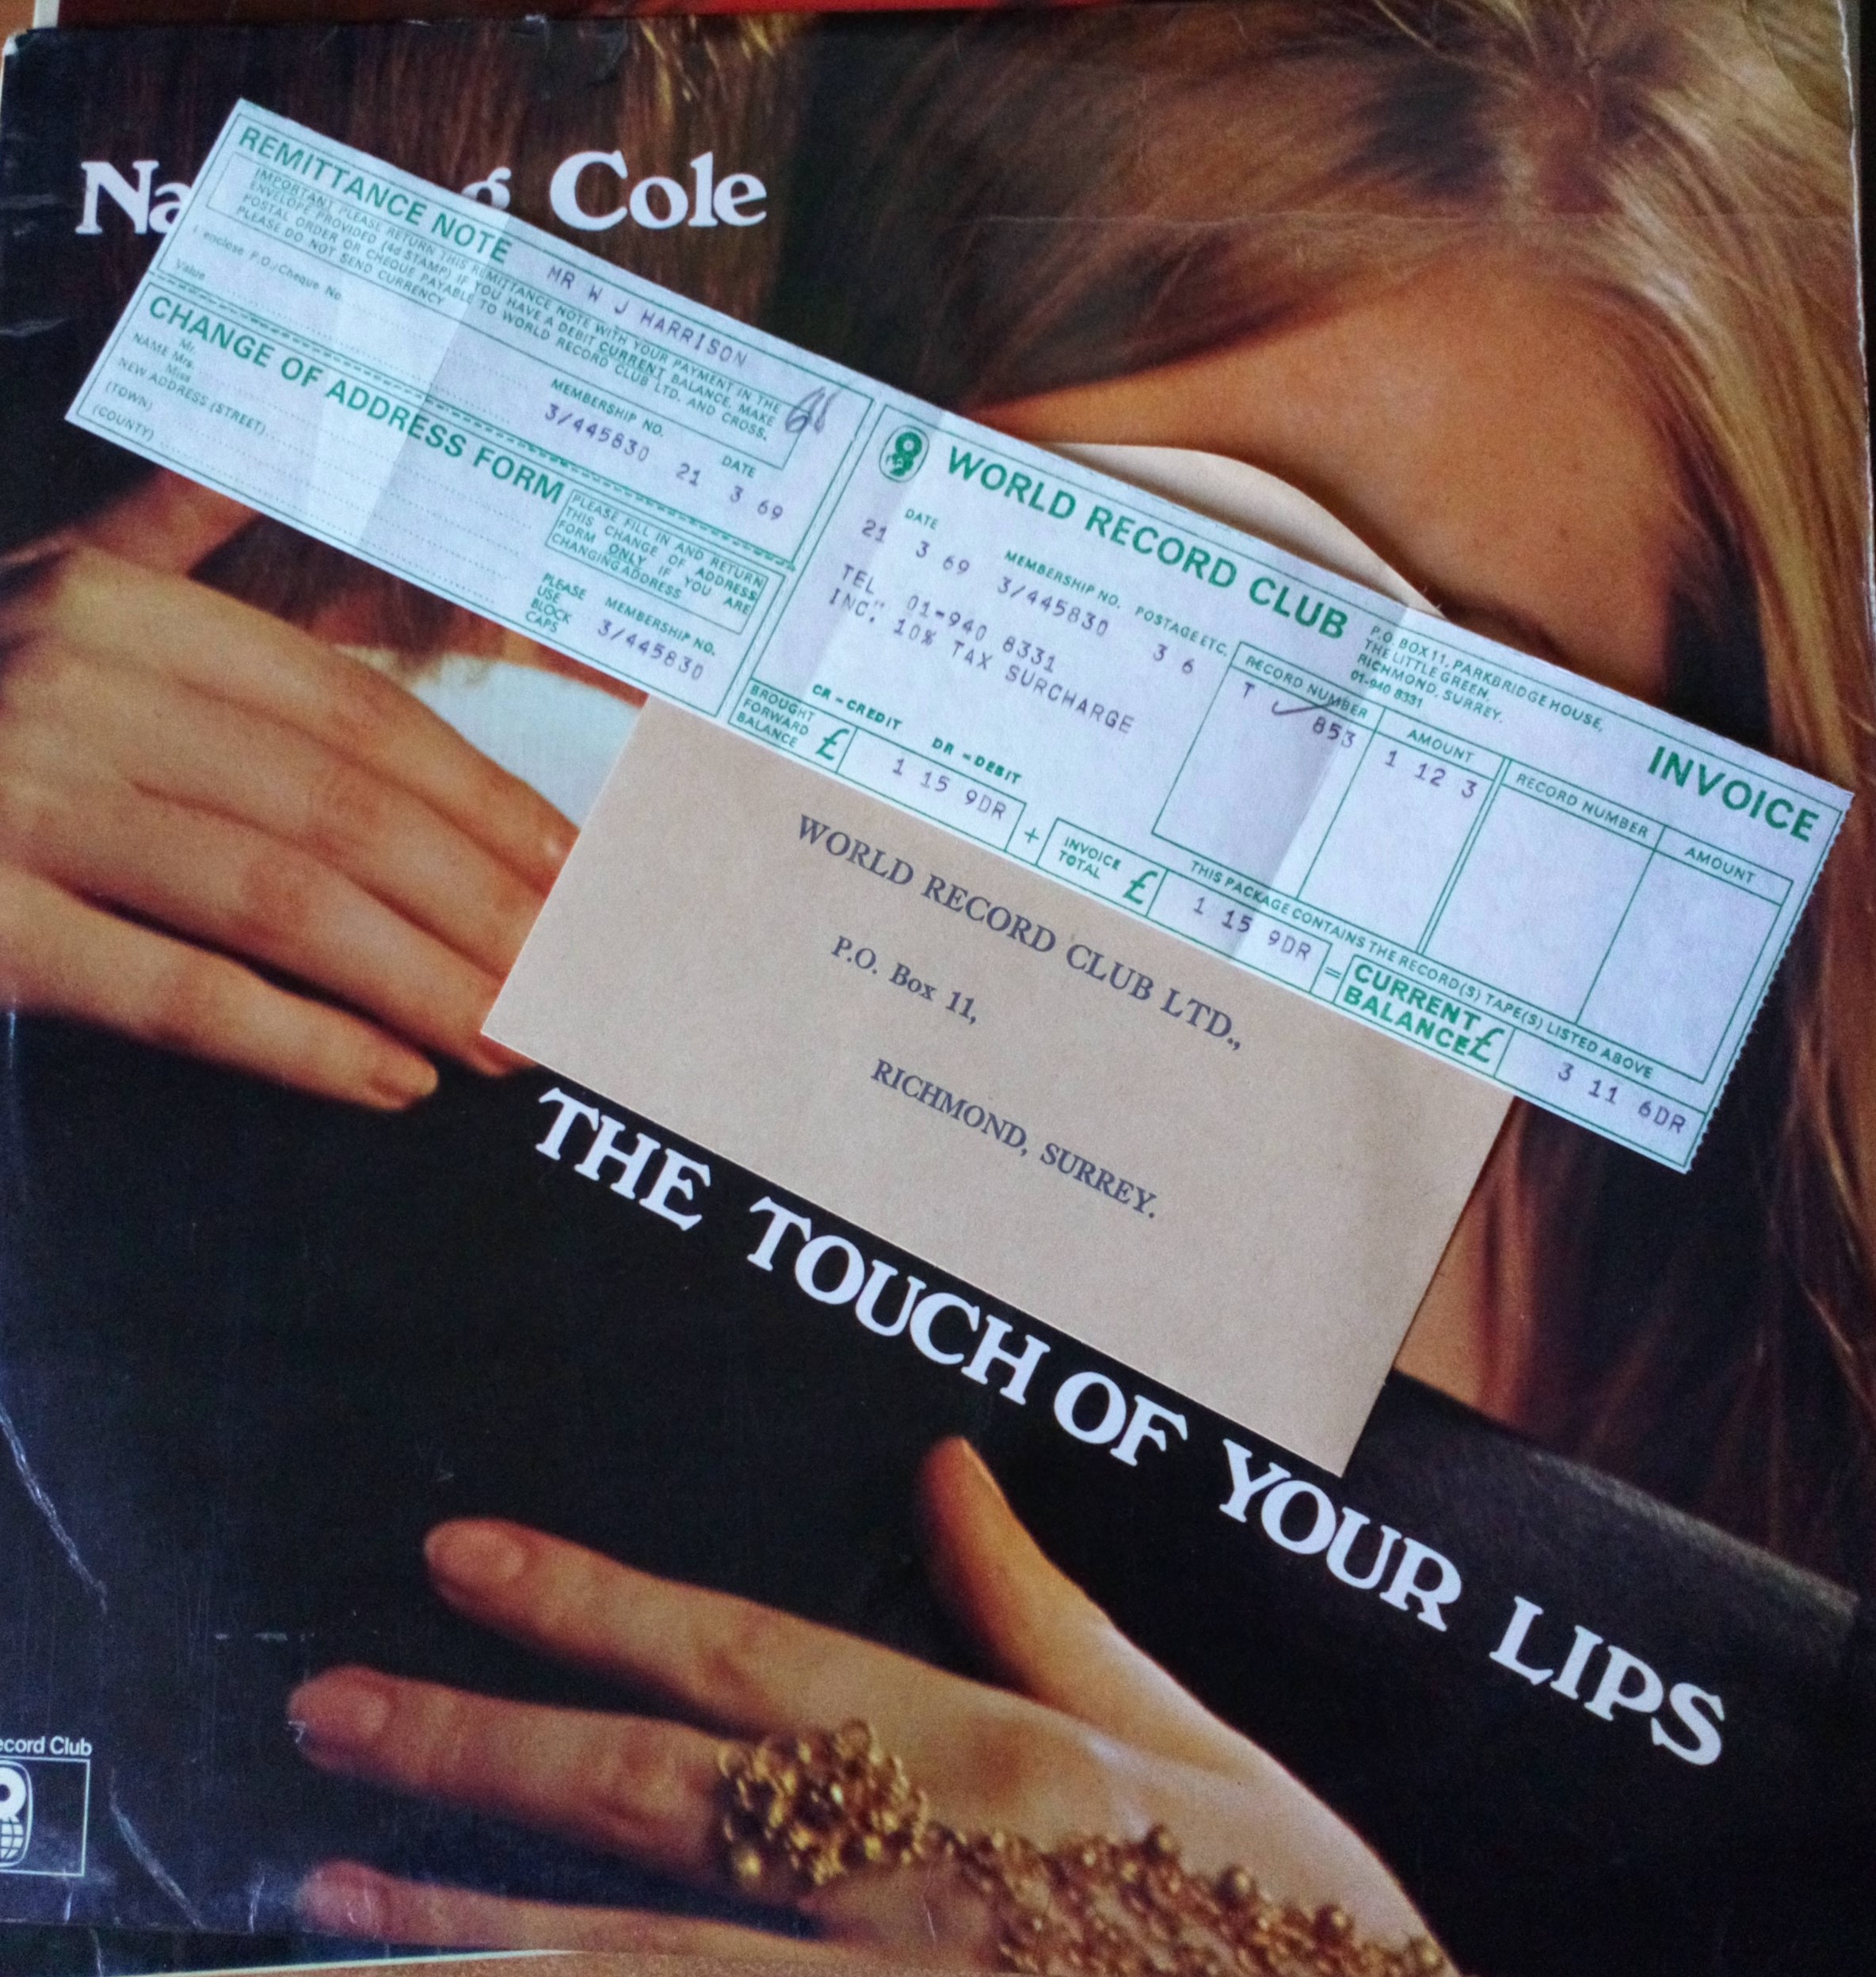 Cole
REMITTANCE NOTE
MR W J HARRISON
IMPORTANT PLEASE RETURN THIS REMITTANCE NOTE WITH YOUR PAYMENT IN THE
ENVELOPE PROVIDED (4d STAMP) IF YOU HAVE A DEBIT CURRENT BALANCE. MAKE
POSTAL ORDER OR CHEQUE PAYABLE TO WORLD RECORD CLUB LTD. AND CROSS.
PLEASE DO NOT SEND CURRENCY
I enclose P.O./Cheque No.
Value
MEMBERSHIP NO.
DATE
3/445830 21 3 69
CHANGE OF ADDRESS FORM
PLEASE FILL IN AND RETURN
THIS CHANGE OF ADDRESS
FORM ONLY IF YOU ARE
CHANGING ADDRESS
Mr.
NAME Mrs.
Miss
NEW ADDRESS (STREET)
(TOWN)
(COUNTY)
PLEASE
USE
BLOCK
CAPS
MEMBERSHIP NO.
3/445830
WORLD RECORD CLUB
P.O. BOX 11, PARKBRIDGE HOUSE,
THE LITTLE GREEN,
RICHMOND, SURREY.
01-940 8331
INVOICE
DATE MEMBERSHIP NO. POSTAGE ETC.
21 3 69 3/445830 3 6
TEL 01-940 8331
INC. 10% TAX SURCHARGE
RECORD NUMBER AMOUNT RECORD NUMBER AMOUNT
T 853 1 12 3
CR = CREDIT DR = DEBIT
THIS PACKAGE CONTAINS THE RECORD(S) TAPE(S) LISTED ABOVE
BROUGHT
FORWARD
BALANCE £ 1 15 9DR
+ INVOICE
TOTAL £ 1 15 9DR
= CURRENT
BALANCE £ 3 11 6DR
WORLD RECORD CLUB LTD.,
P.O. Box 11,
RICHMOND, SURREY.
THE TOUCH OF YOUR LIPS
Club